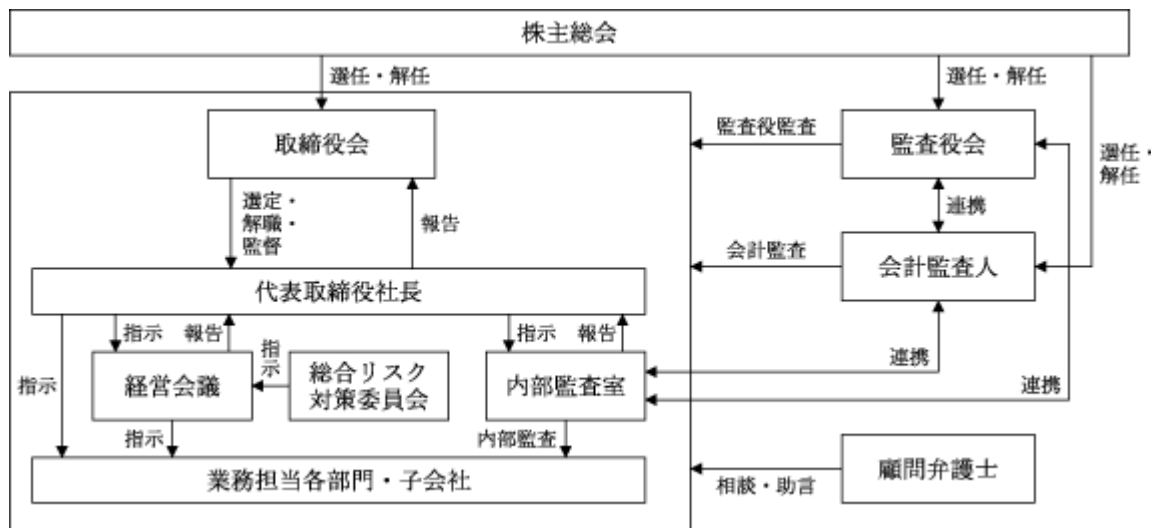 株主総会
選任・解任
選任・解任
取締役会
監査役監査
監査役会
選任・
解任
選定・
解職・
監督
報告
連携
会計監査
会計監査人
代表取締役社長
指示
指示
報告
指示
指示
報告
連携
経営会議
総合リスク
対策委員会
内部監査室
連携
指示
内部監査
業務担当各部門・子会社
相談・助言
顧問弁護士